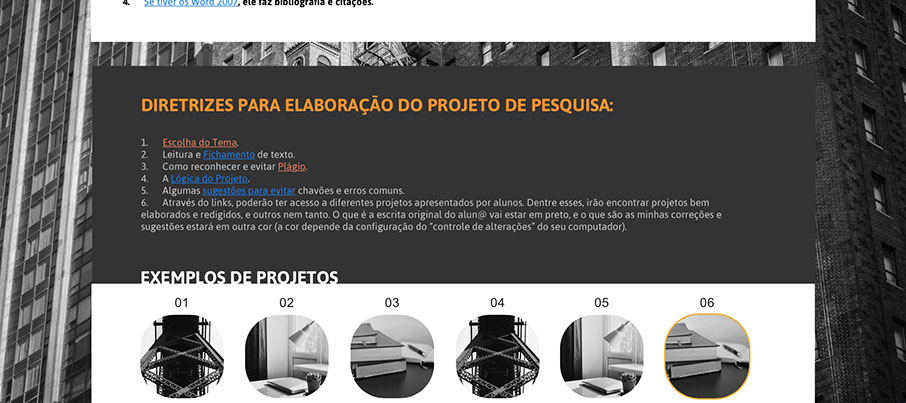 4. Se tiver os Word 2007, ele faz bibliografia e citações.
DIRETRIZES PARA ELABORAÇÃO DO PROJETO DE PESQUISA:
1. Escolha do Tema.
2. Leitura e Fichamento de texto.
3. Como reconhecer e evitar Plágio.
4. A Lógica do Projeto.
5. Algumas sugestões para evitar chavões e erros comuns.
6. Através do links, poderão ter acesso a diferentes projetos apresentados por alunos. Dentre esses, irão encontrar projetos bem
elaborados e redigidos, e outros nem tanto. O que é a escrita original do alun@ vai estar em preto, e o que são as minhas correções e
sugestões estará em outra cor (a cor depende da configuração do "controle de alterações" do seu computador).
EXEMPLOS DE PROJETOS
01 02 03 04 05 06